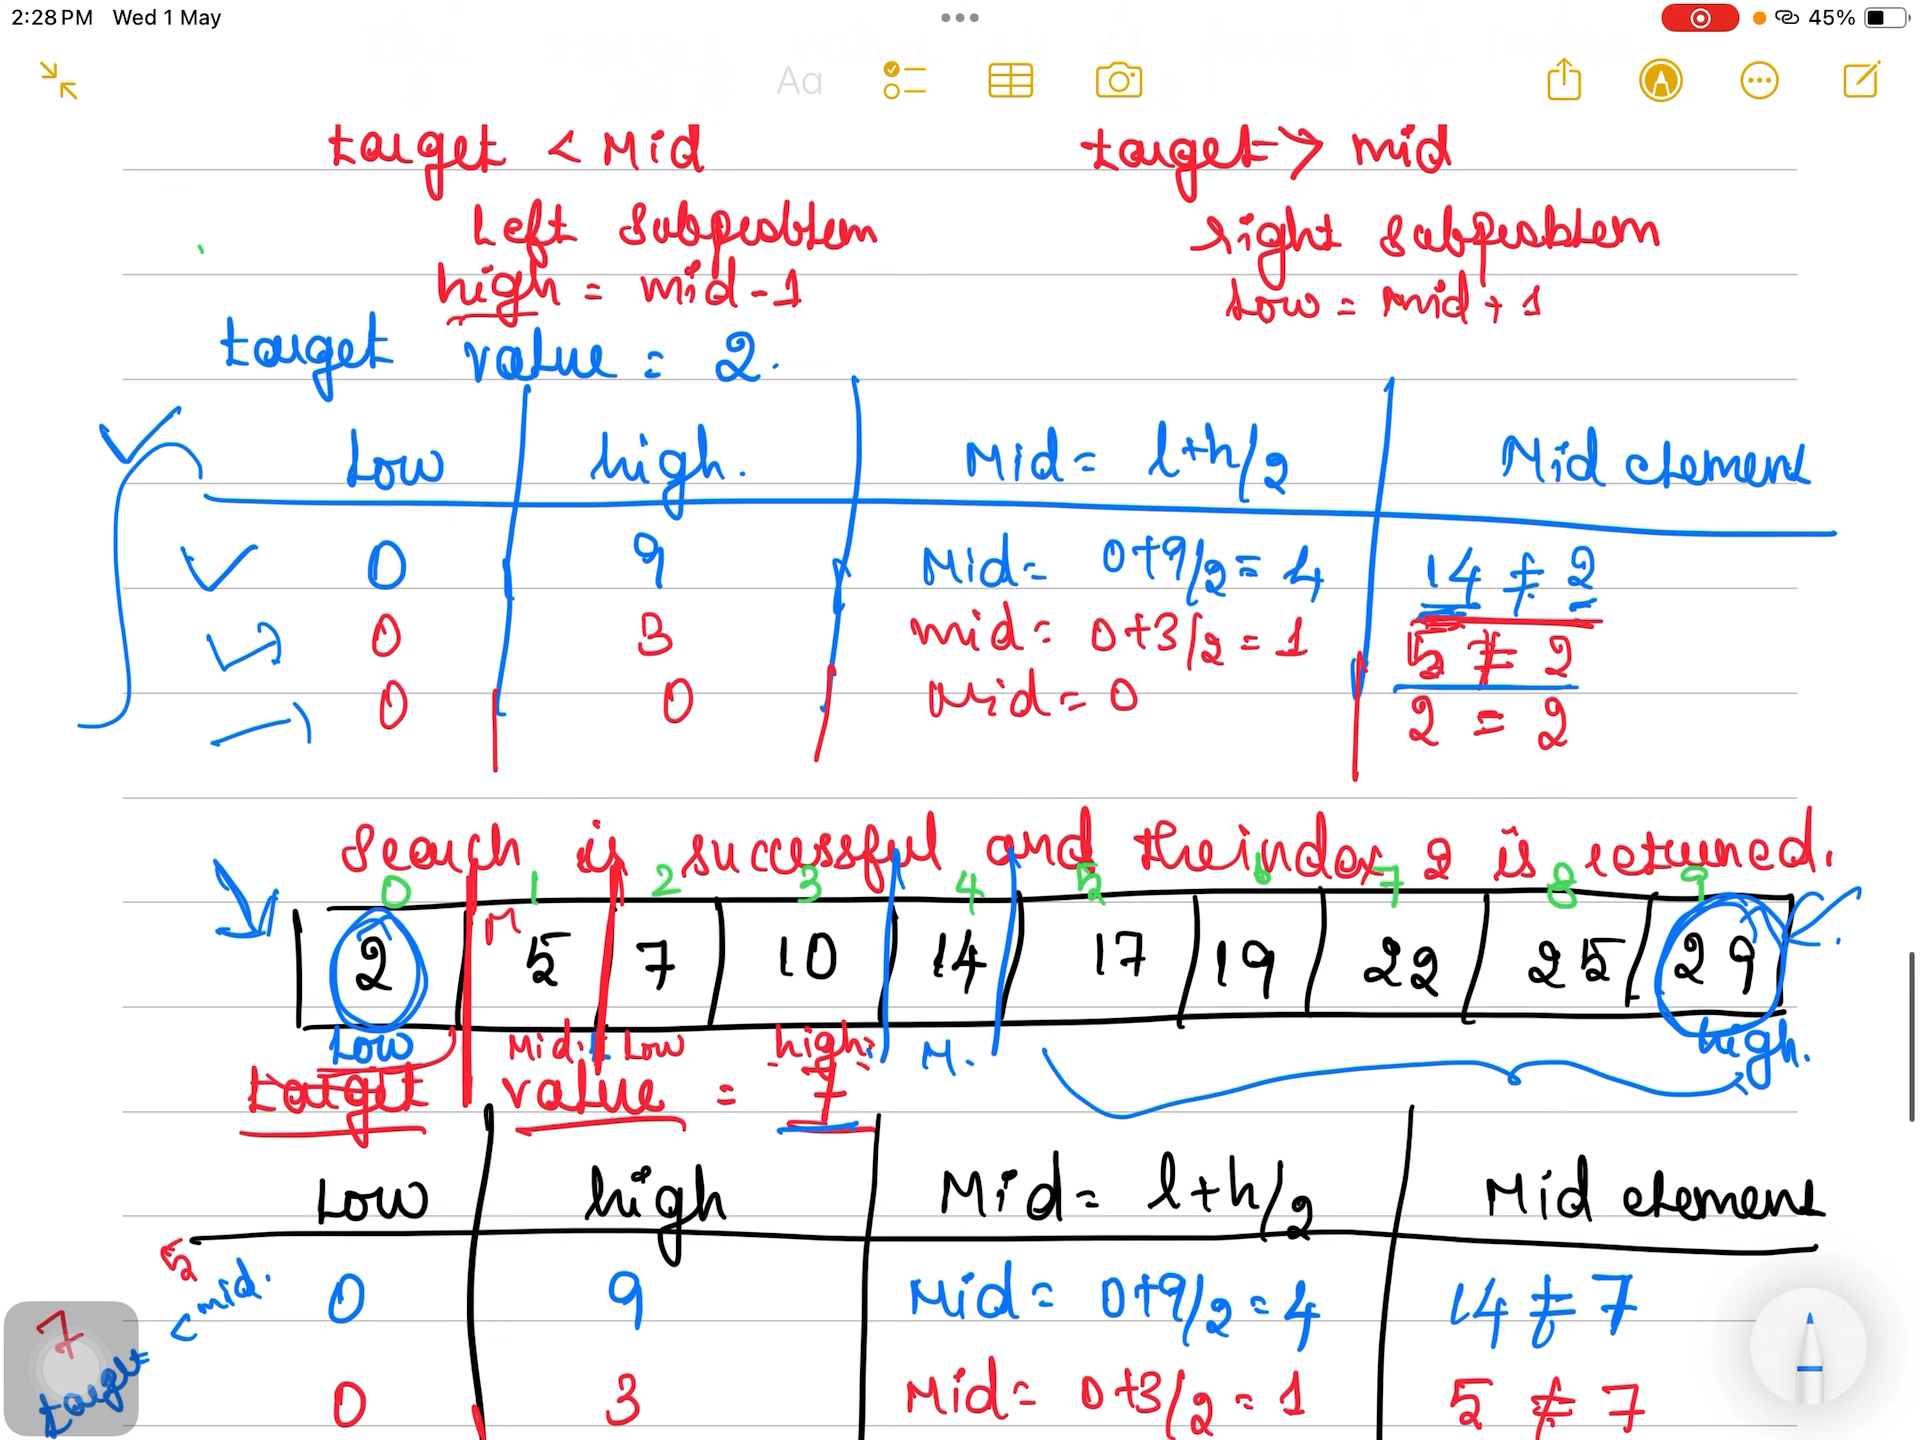 2:28 PM Wed 1 May
45%
Aa
target < Mid target > mid
Left Subproblem right Subproblem
high = mid - 1 Low = mid + 1
target value = 2.
Low high. Mid = l+h/2 Mid element
0 9 Mid = 0+9/2 = 4 14 ≠ 2
0 3 mid = 0+3/2 = 1 5 ≠ 2
0 0 Mid = 0 2 = 2
Search is successful and the index 2 is returned.
0 1 2 3 4 5 6 7 8 9
M
2 5 7 10 14 17 19 22 25 29
Low Mid Low high M. high.
target value = 7
Low high Mid = l+h/2 Mid element
5
7 target < mid. 0 9 Mid = 0+9/2 = 4 14 ≠ 7
0 3 Mid = 0+3/2 = 1 5 ≠ 7